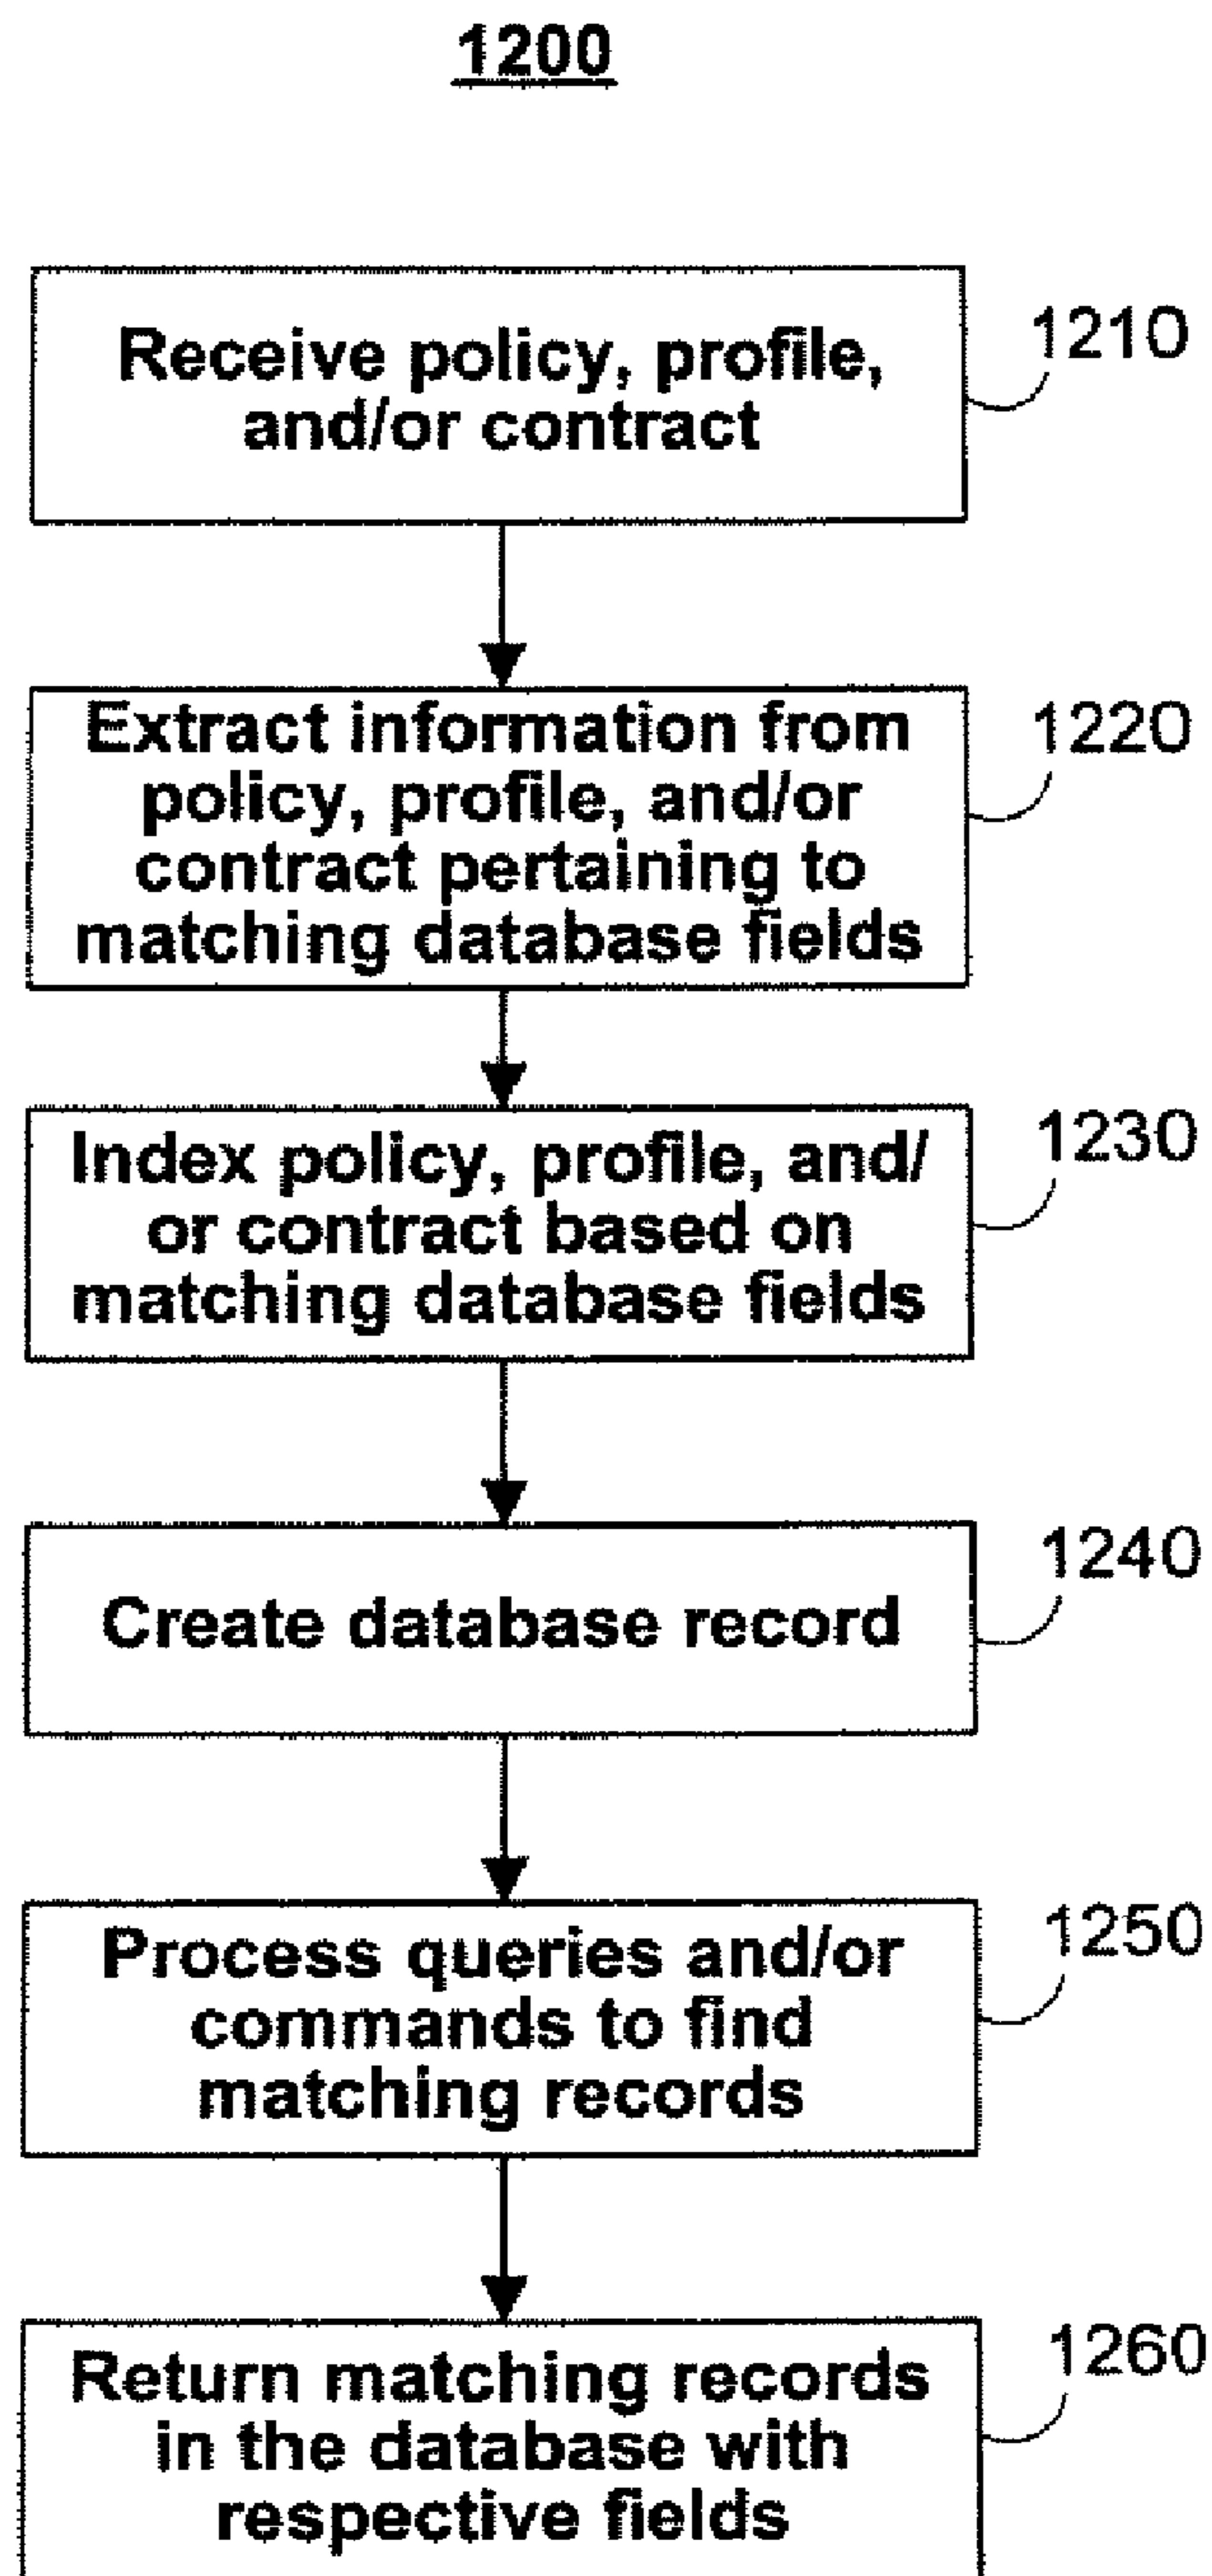 1200
Receive policy, profile,
and/or contract
1210
Extract information from
policy, profile, and/or
contract pertaining to
matching database fields
1220
Index policy, profile, and/
or contract based on
matching database fields
1230
Create database record
1240
Process queries and/or
commands to find
matching records
1250
Return matching records
in the database with
respective fields
1260